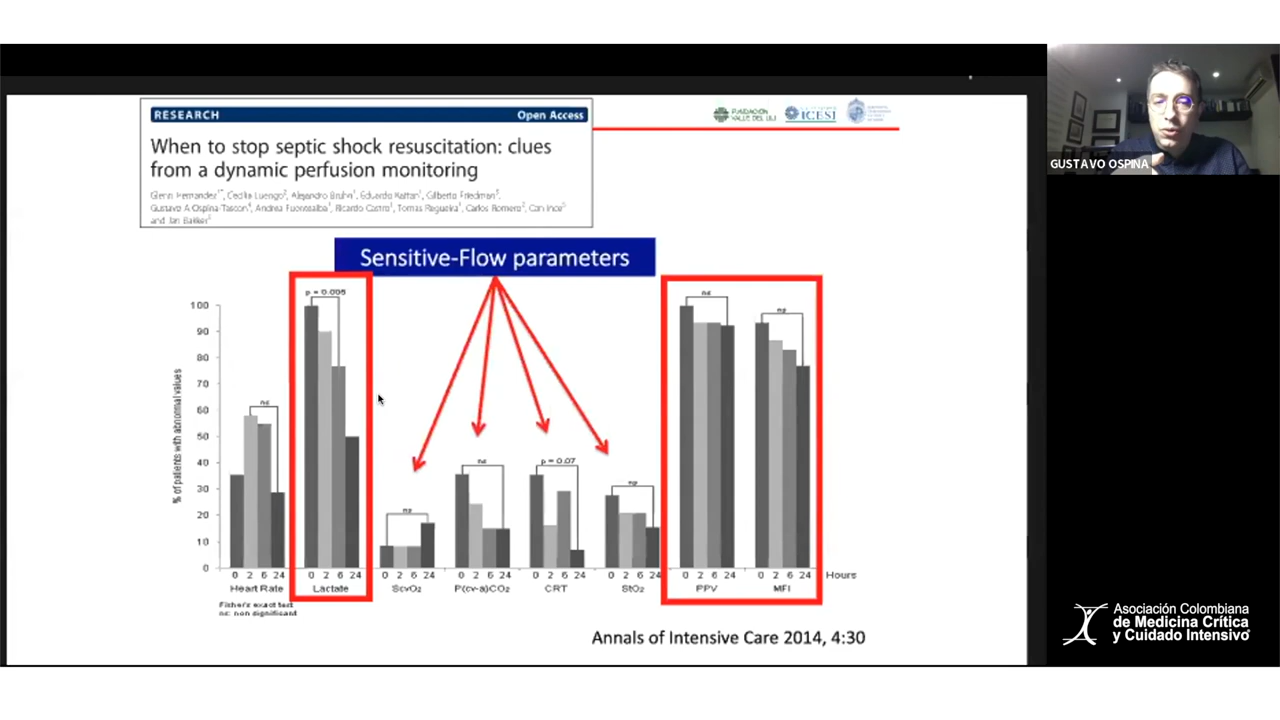 RESEARCH Open Access
When to stop septic shock resuscitation: clues
from a dynamic perfusion monitoring
Glenn Hernandez, Cecilia Luengo, Alejandro Bruhn, Eduardo Kattan, Gilberto Friedman,
Gustavo A Ospina-Tascon, Andrea Fuentealba, Ricardo Castro, Tomas Regueira, Carlos Romero, Can Ince
and Jan Bakker
FUNDACIÓN
VALLE DEL LILI
ICESI
GUSTAVO OSPINA
Sensitive-Flow parameters
% of patients with abnormal values
100
90
80
70
60
50
40
30
20
10
0
ns
p = 0.005
ns
ns
p = 0.07
ns
ns
ns
0 2 6 24 0 2 6 24 0 2 6 24 0 2 6 24 0 2 6 24 0 2 6 24 0 2 6 24 0 2 6 24 Hours
Heart Rate Lactate ScvO₂ P(cv-a)CO₂ CRT StO₂ PPV MFI
Fisher's exact test
ns: non significant
Annals of Intensive Care 2014, 4:30
Asociación Colombiana
de Medicina Crítica
y Cuidado Intensivo